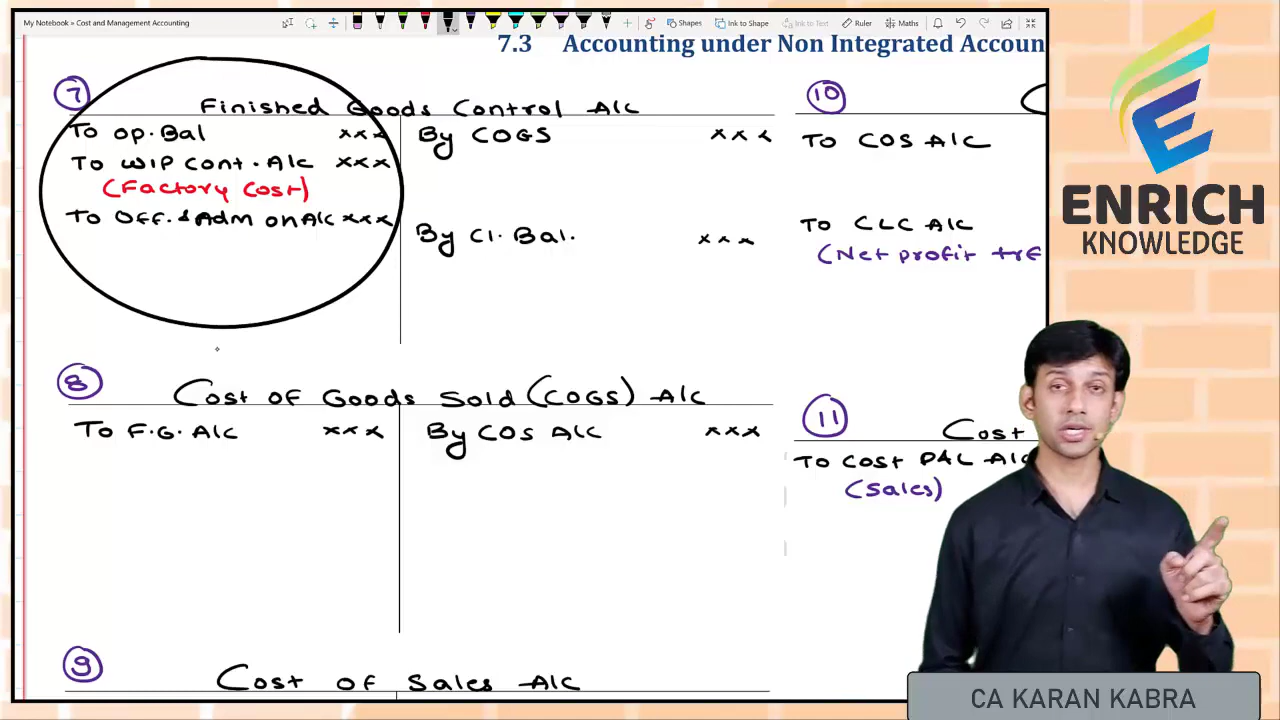 My Notebook » Cost and Management Accounting
Shapes
Ink to Shape
Ink to Text
Ruler
Maths
7.3 Accounting under Non Integrated Accoun
7
Finished Goods Control A/c
To Op. Bal xxx
By COGS xxx
To WIP Cont. A/c xxx
(Factory Cost)
To Off. & Adm OH A/c xxx
By Cl. Bal. xxx
8
Cost of Goods Sold (COGS) A/c
To F.G. A/c xxx
By COS A/c xxx
9
Cost of Sales A/c
10
To COS A/c
To CLC A/c
(Net profit trf
11
Cost
To Cost P&L A/c
(Sales)
ENRICH
KNOWLEDGE
CA KARAN KABRA